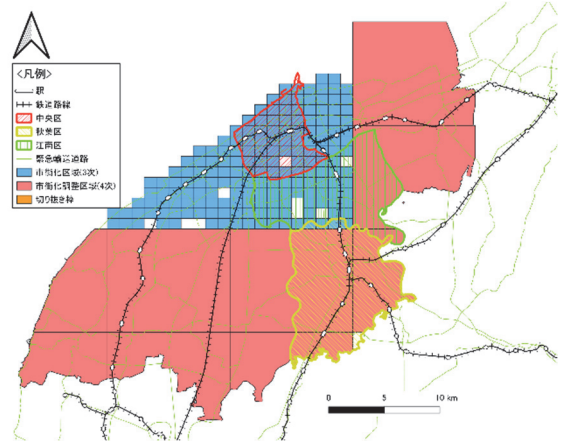 <凡例>
駅
鉄道路線
中央区
秋葉区
江南区
緊急輸送道路
市街化区域(3次)
市街化調整区域(4次)
切り抜き枠
0 5 10 km